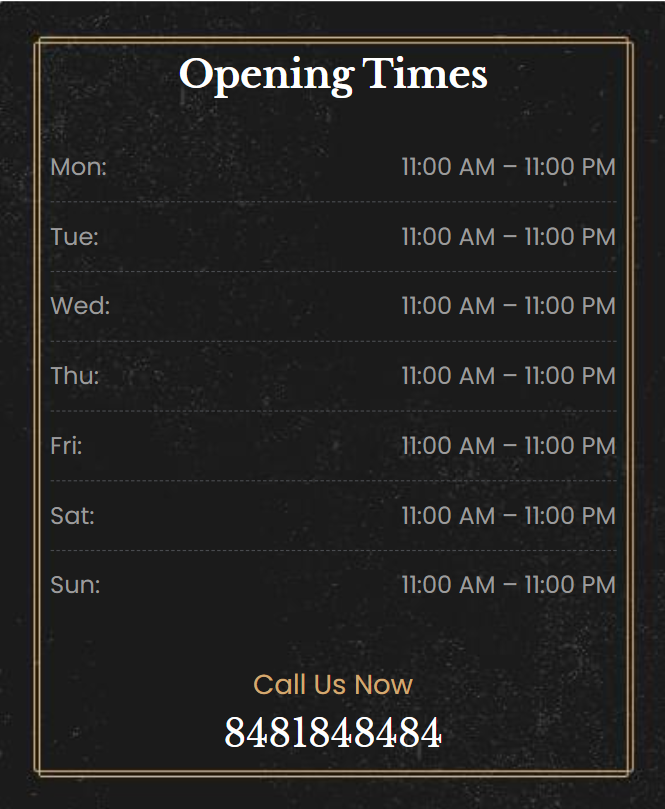 Opening Times
Mon: 11:00 AM – 11:00 PM
Tue: 11:00 AM – 11:00 PM
Wed: 11:00 AM – 11:00 PM
Thu: 11:00 AM – 11:00 PM
Fri: 11:00 AM – 11:00 PM
Sat: 11:00 AM – 11:00 PM
Sun: 11:00 AM – 11:00 PM
Call Us Now
8481848484